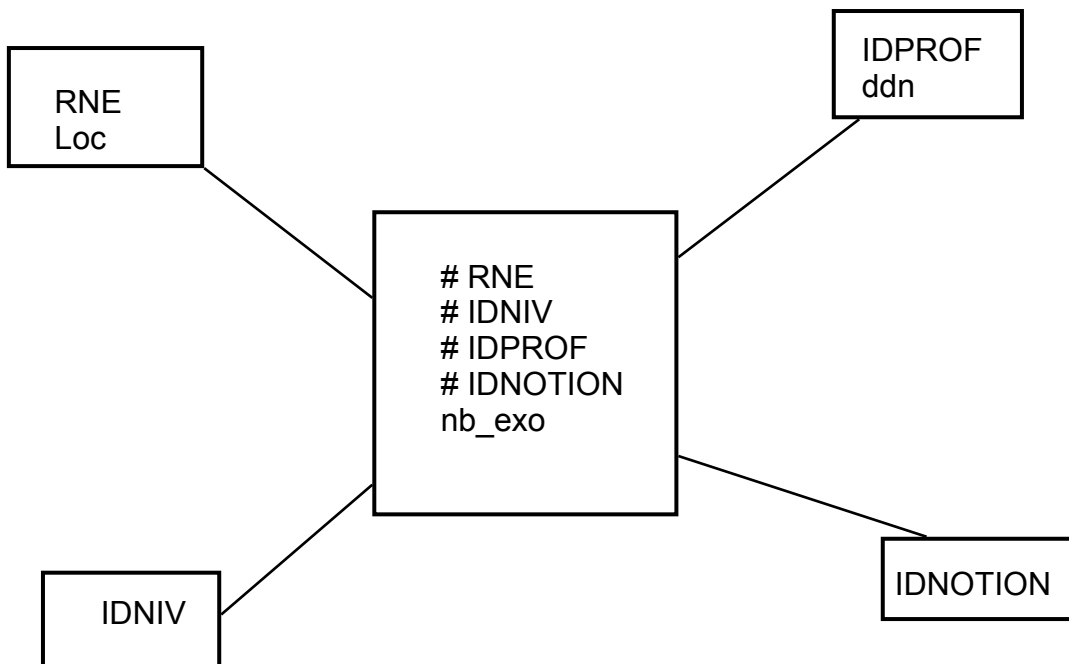 RNE
Loc
IDPROF
ddn
# RNE
# IDNIV
# IDPROF
# IDNOTION
nb_exo
IDNIV
IDNOTION